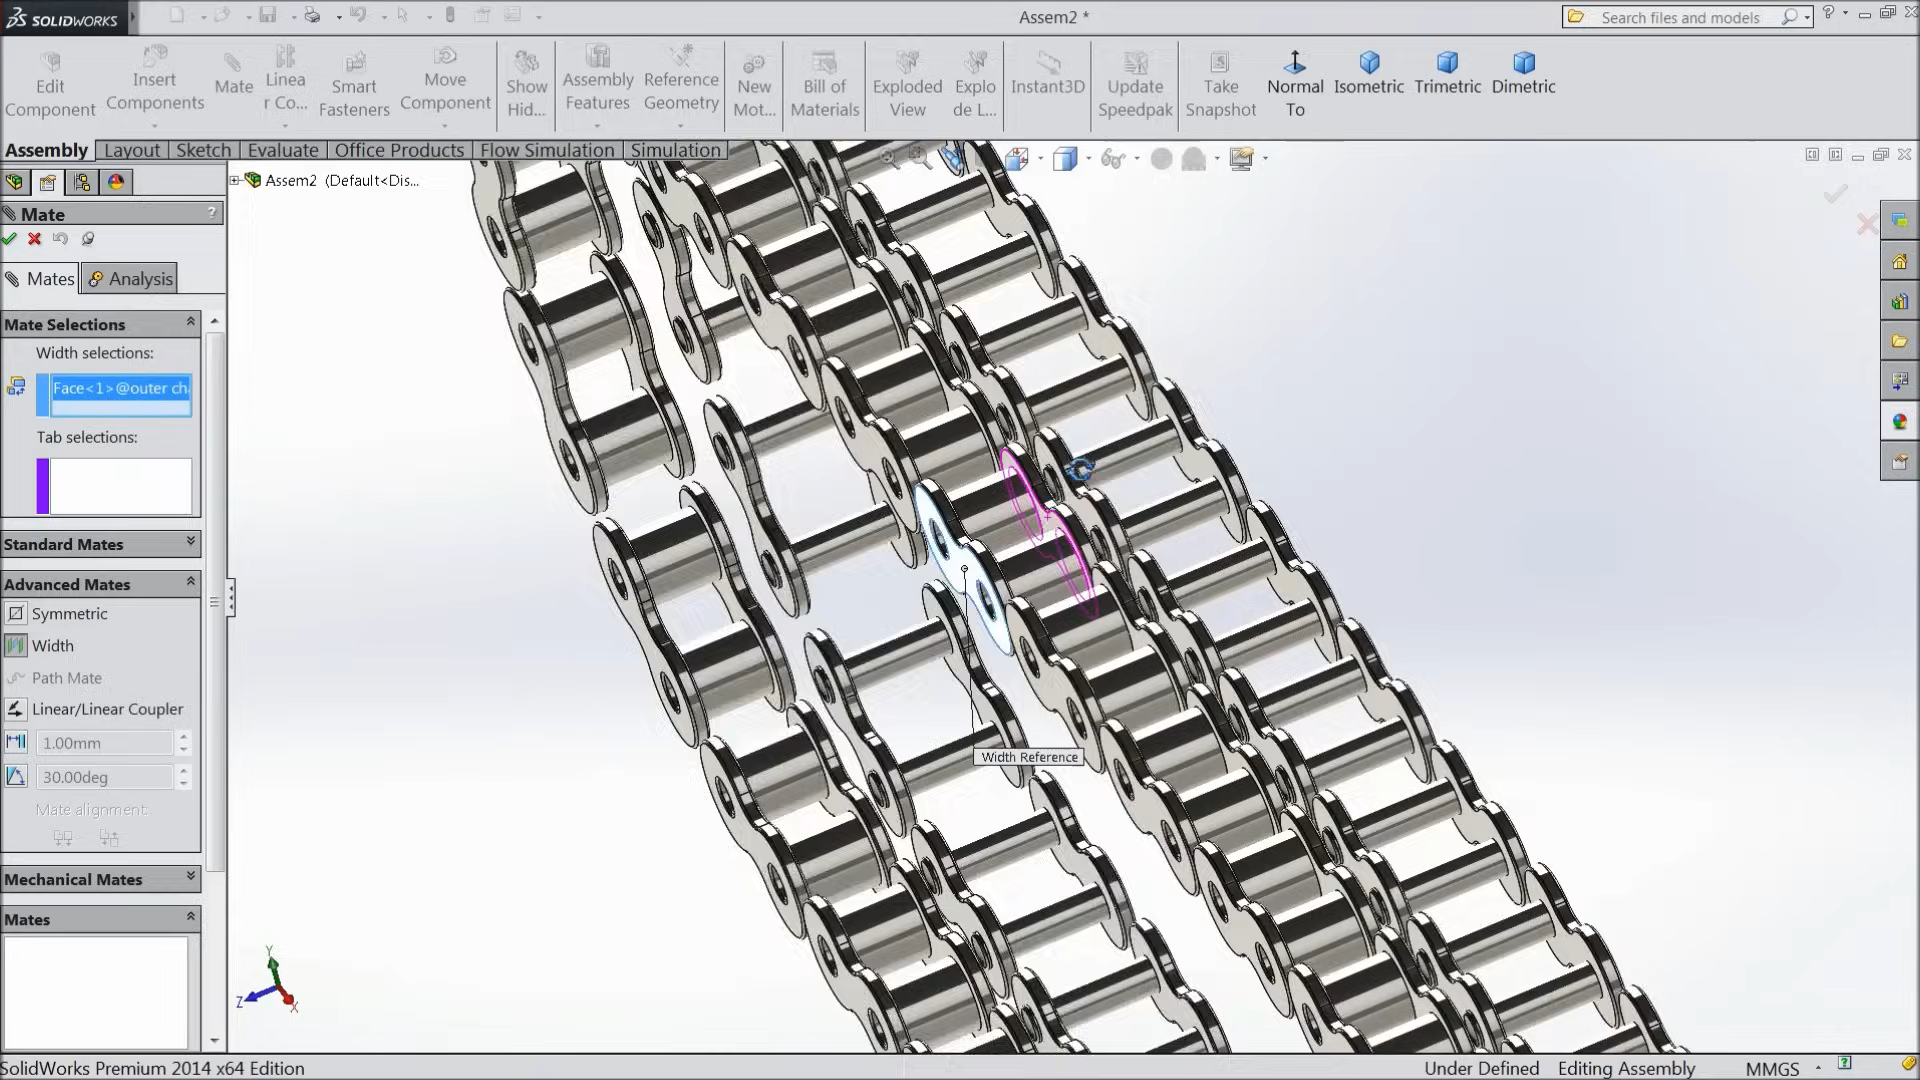 SOLIDWORKS
Assem2 *
Search files and models
?
Edit Component
Insert Components
Mate
Linea r Co...
Smart Fasteners
Move Component
Show Hid...
Assembly Features
Reference Geometry
New Mot...
Bill of Materials
Exploded View
Explo de L...
Instant3D
Update Speedpak
Take Snapshot
Normal To
Isometric
Trimetric
Dimetric
Assembly
Layout
Sketch
Evaluate
Office Products
Flow Simulation
Simulation
Assem2 (Default<Dis...
Mate
?
Mates
Analysis
Mate Selections
Width selections:
Face<1>@outer ch
Tab selections:
Standard Mates
Advanced Mates
Symmetric
Width
Path Mate
Linear/Linear Coupler
1.00mm
30.00deg
Mate alignment:
Mechanical Mates
Mates
Width Reference
Y
Z
X
SolidWorks Premium 2014 x64 Edition
Under Defined
Editing Assembly
MMGS
?